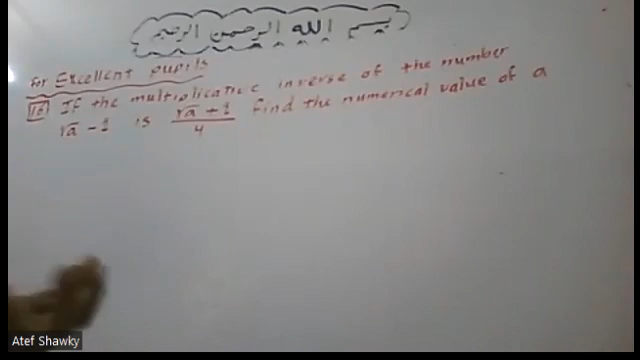 بسم الله الرحمن الرحيم
For Excellent pupils
If the multiplicative inverse of the number
√a - 1 is (√a + 1)/4 find the numerical value of a
Atef Shawky